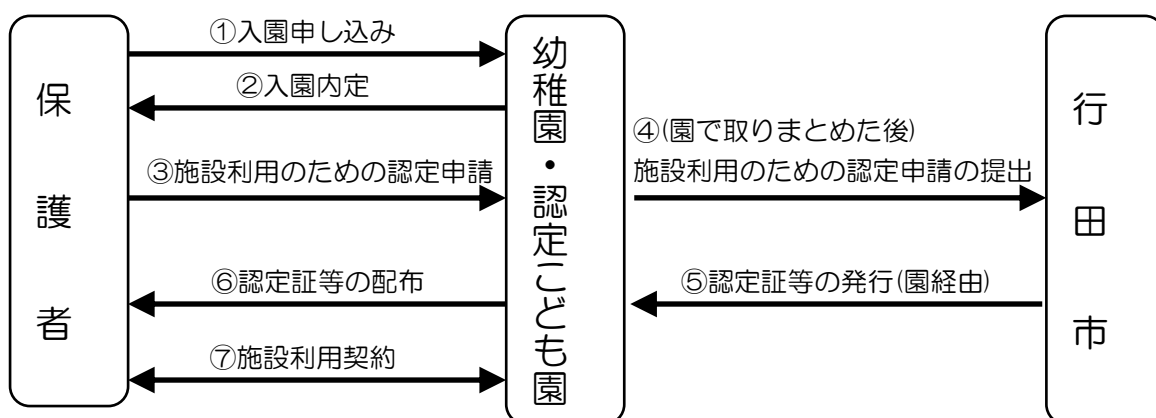 保護者
①入園申し込み
②入園内定
③施設利用のための認定申請
⑥認定証等の配布
⑦施設利用契約
幼稚園・認定こども園
④(園で取りまとめた後)
施設利用のための認定申請の提出
⑤認定証等の発行(園経由)
行田市